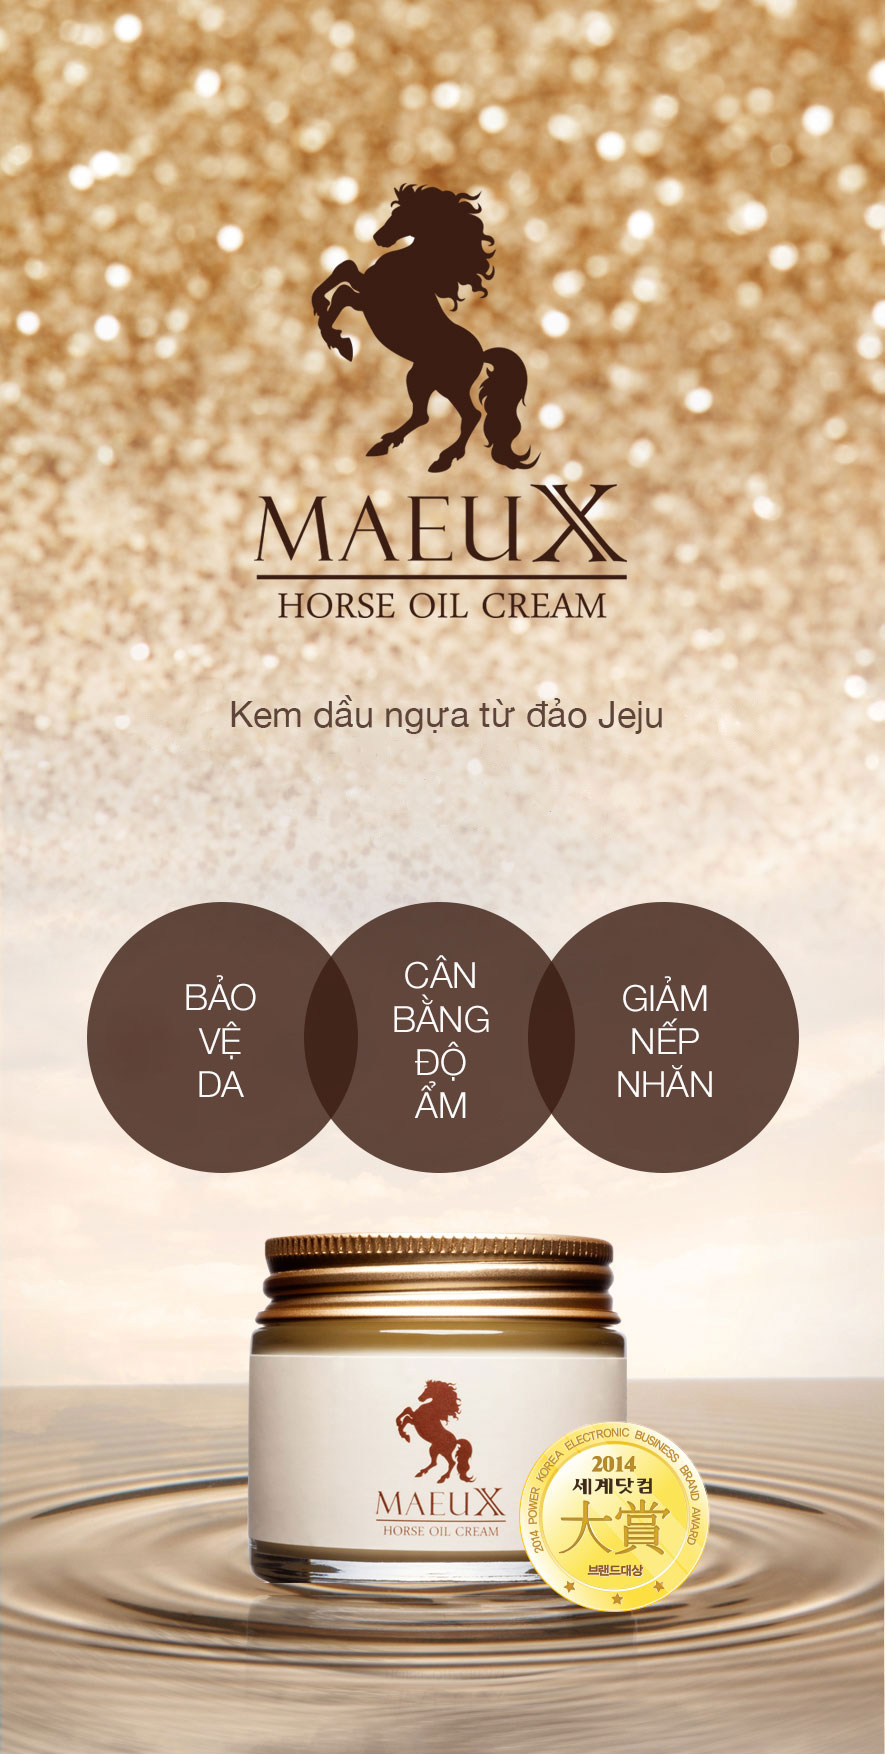 MAEUX
HORSE OIL CREAM
Kem dầu ngựa từ đảo Jeju
BẢO
VỆ
DA
CÂN
BẰNG
ĐỘ
ẨM
GIẢM
NẾP
NHĂN
MAEUX
HORSE OIL CREAM
2014 POWER KOREA ELECTRONIC BUSINESS BRAND AWARD
2014
세계닷컴
大賞
브랜드대상